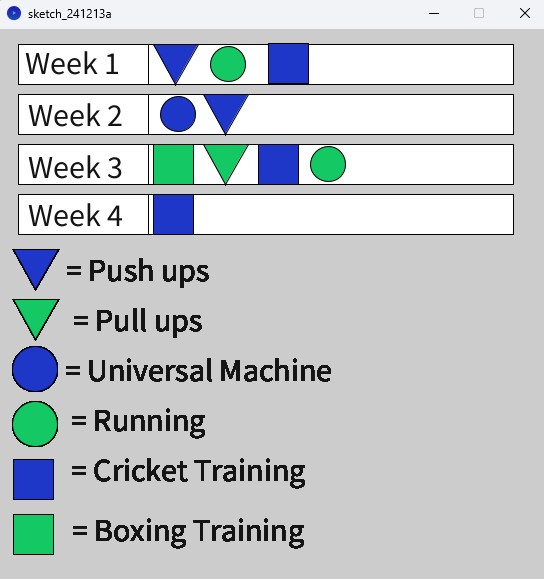 sketch_241213a
Week 1
Week 2
Week 3
Week 4
= Push ups
= Pull ups
= Universal Machine
= Running
= Cricket Training
= Boxing Training